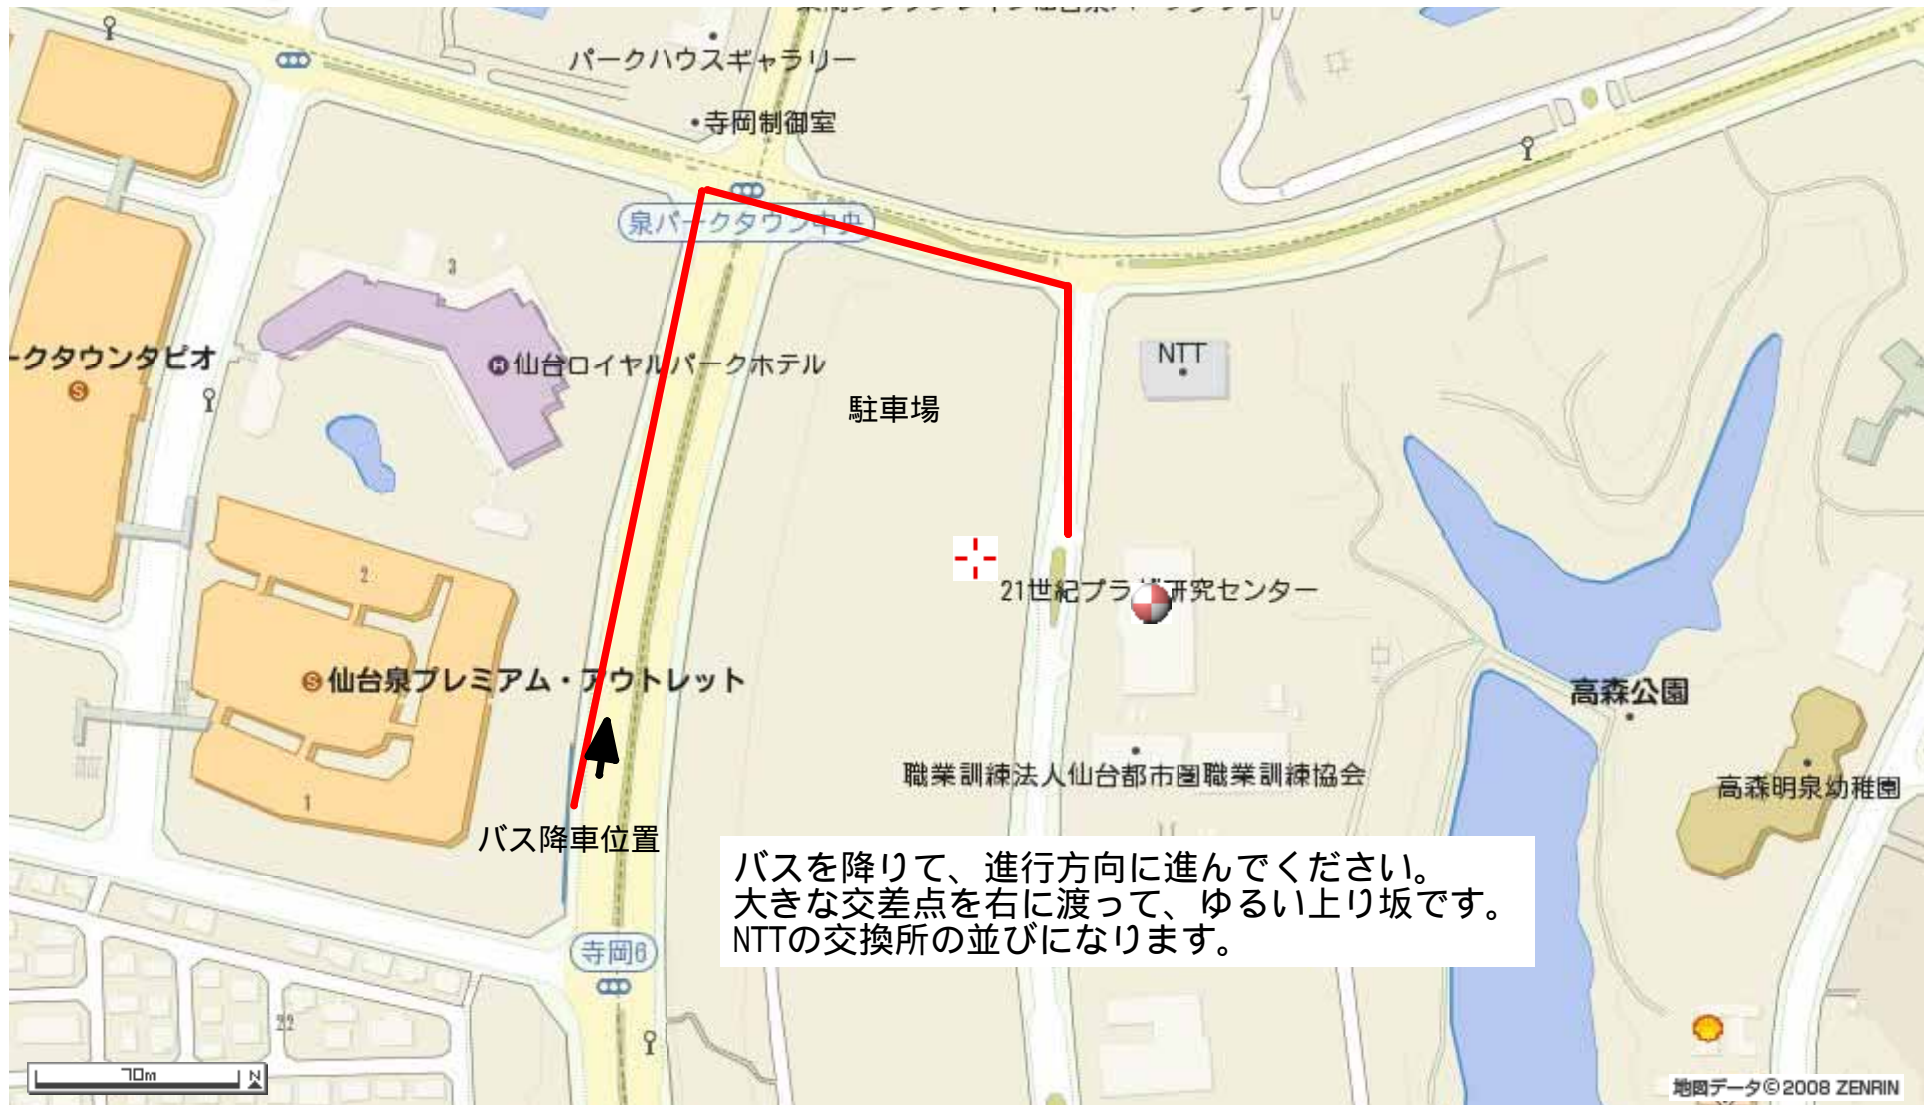 パークハウスギャラリー
寺岡制御室
泉パークタウン中央
3
ークタウンタピオ
S
H仙台ロイヤルパークホテル
NTT
駐車場
2
21世紀プラザ研究センター
S仙台泉プレミアム・アウトレット
高森公園
職業訓練法人仙台都市圏職業訓練協会
高森明泉幼稚園
1
バス降車位置
バスを降りて、進行方向に進んでください。
大きな交差点を右に渡って、ゆるい上り坂です。
NTTの交換所の並びになります。
寺岡6
22
70m N
地図データ©2008 ZENRIN